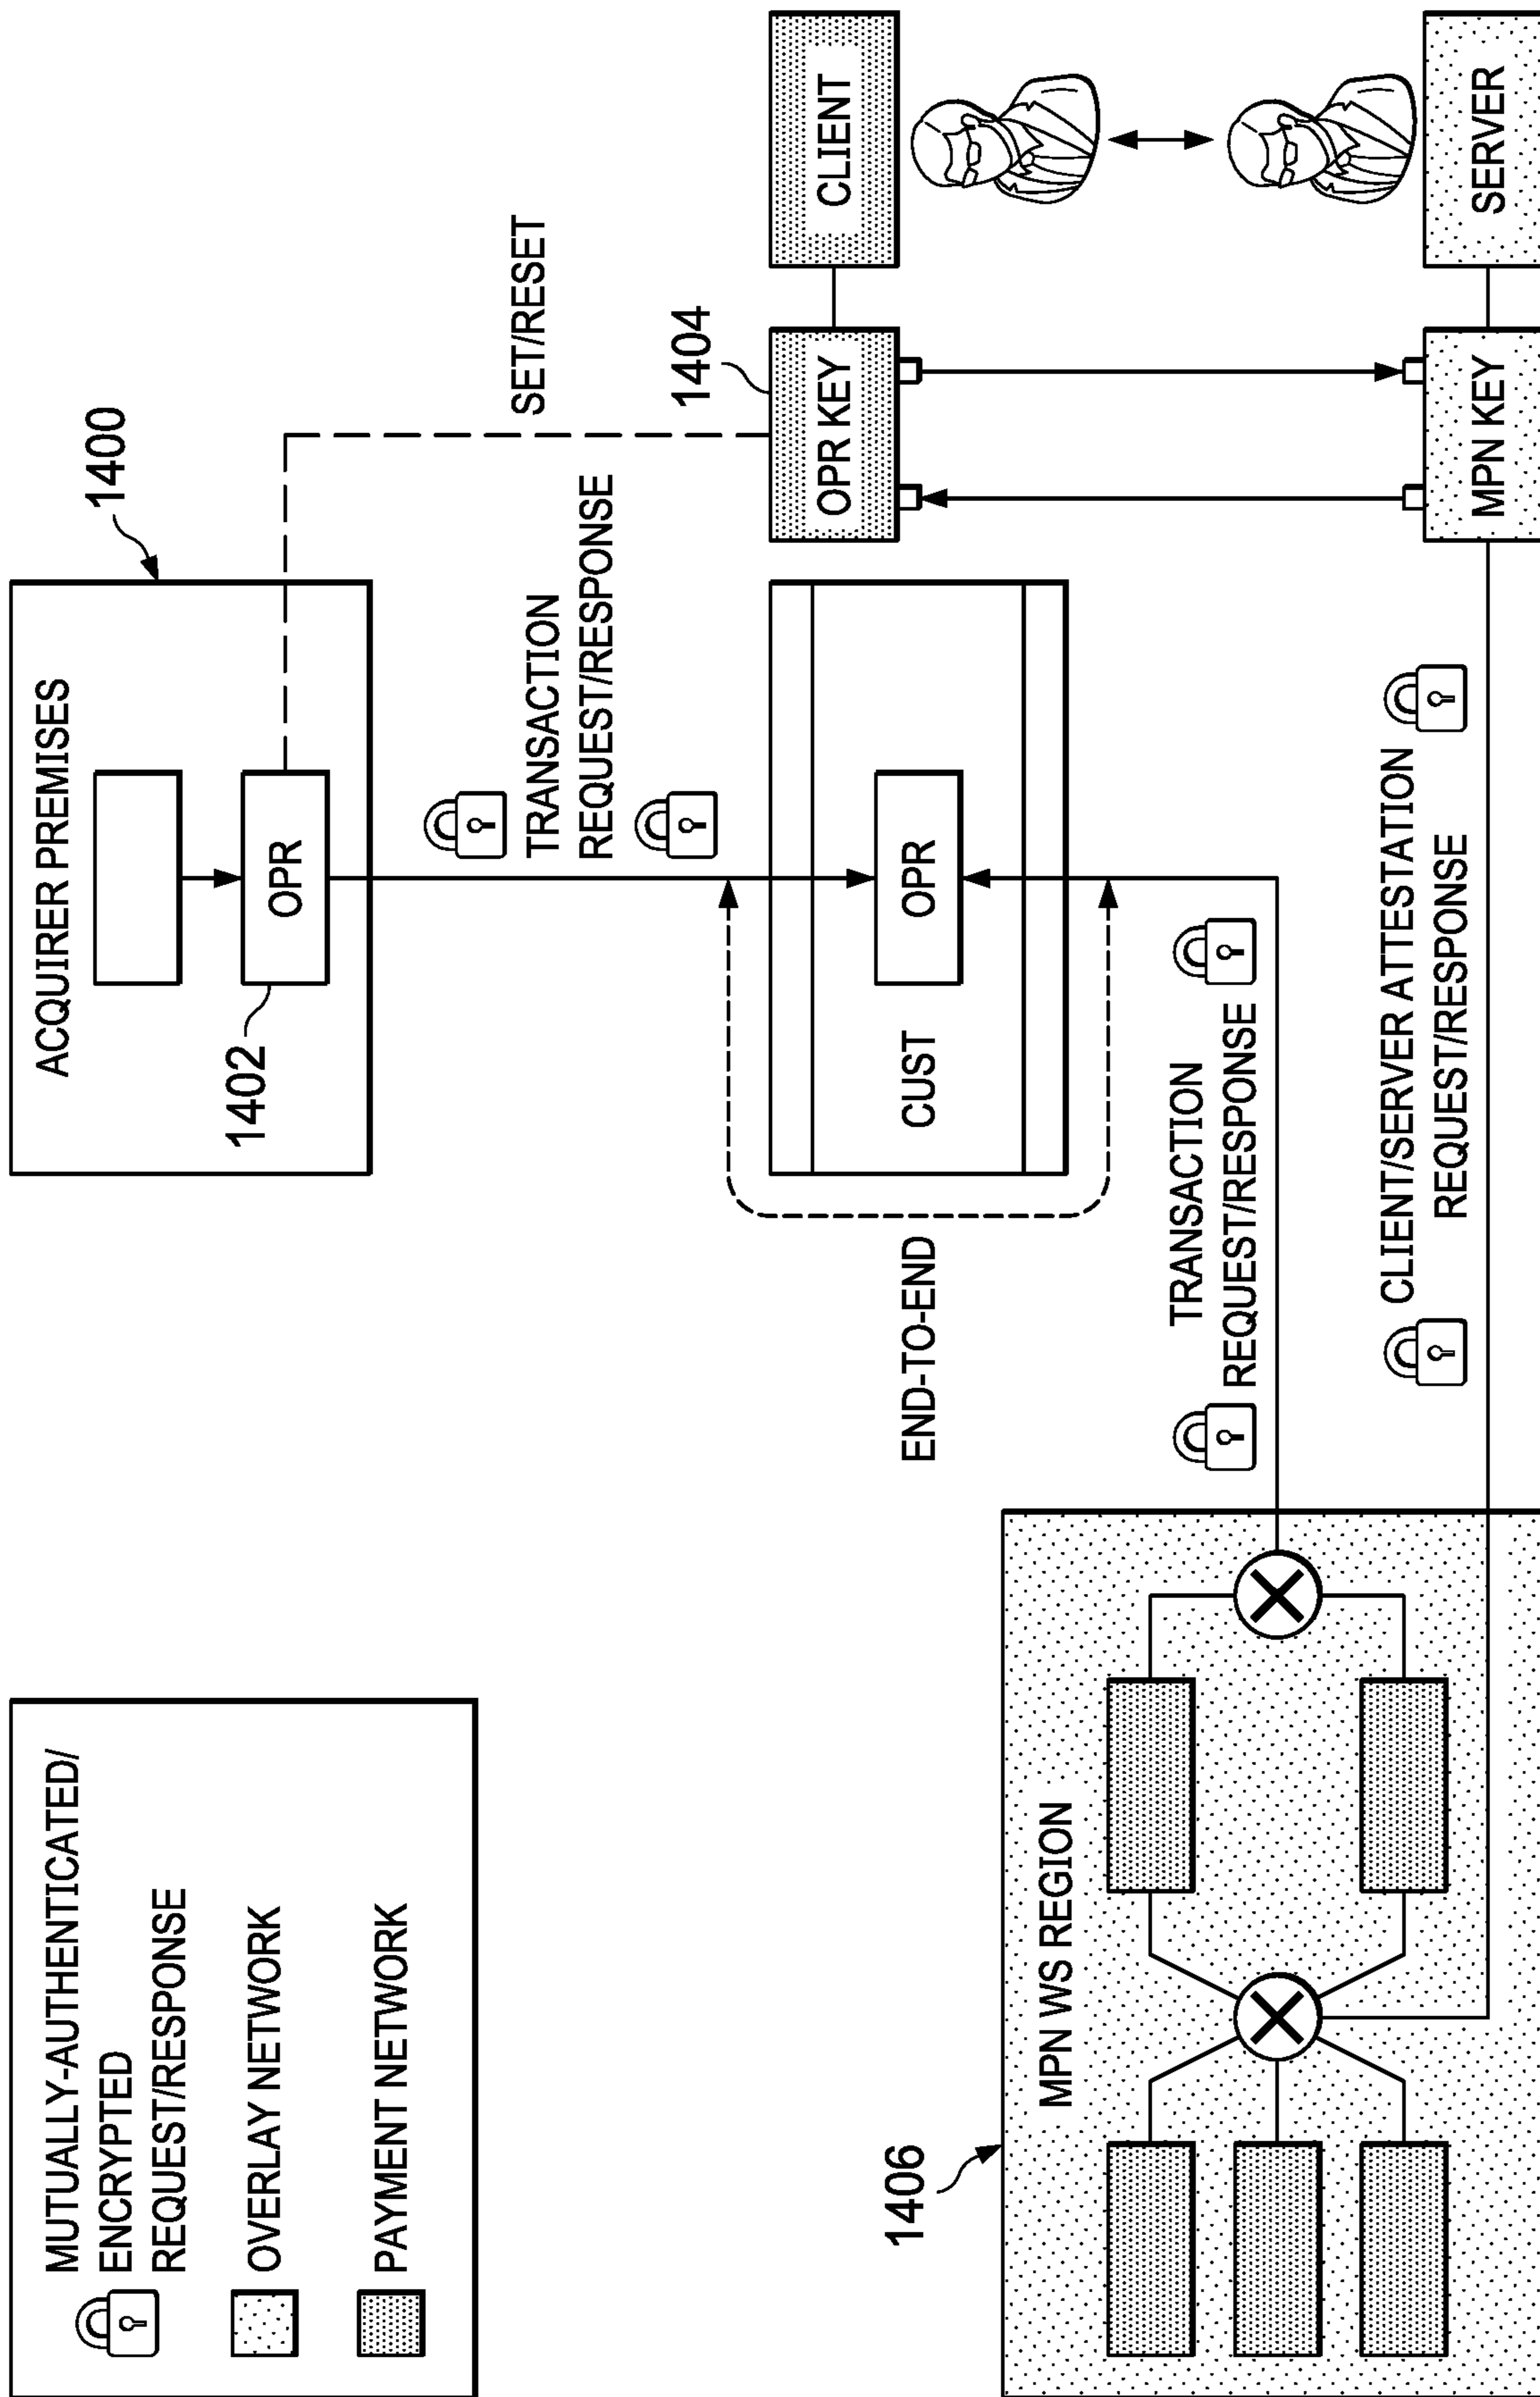 MUTUALLY-AUTHENTICATED/
ENCRYPTED
REQUEST/RESPONSE
OVERLAY NETWORK
PAYMENT NETWORK
ACQUIRER PREMISES
1400
OPR
1402
SET/RESET
TRANSACTION
REQUEST/RESPONSE
1404
OPR KEY
CLIENT
CUST
OPR
END-TO-END
1406
MPN WS REGION
TRANSACTION
REQUEST/RESPONSE
CLIENT/SERVER ATTESTATION
REQUEST/RESPONSE
MPN KEY
SERVER